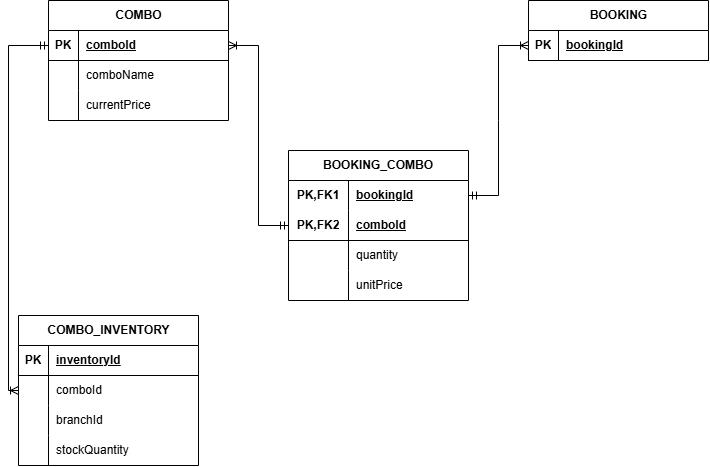 COMBO
PK comboId
comboName
currentPrice
BOOKING
PK bookingId
BOOKING_COMBO
PK,FK1 bookingId
PK,FK2 comboId
quantity
unitPrice
COMBO_INVENTORY
PK inventoryId
comboId
branchId
stockQuantity